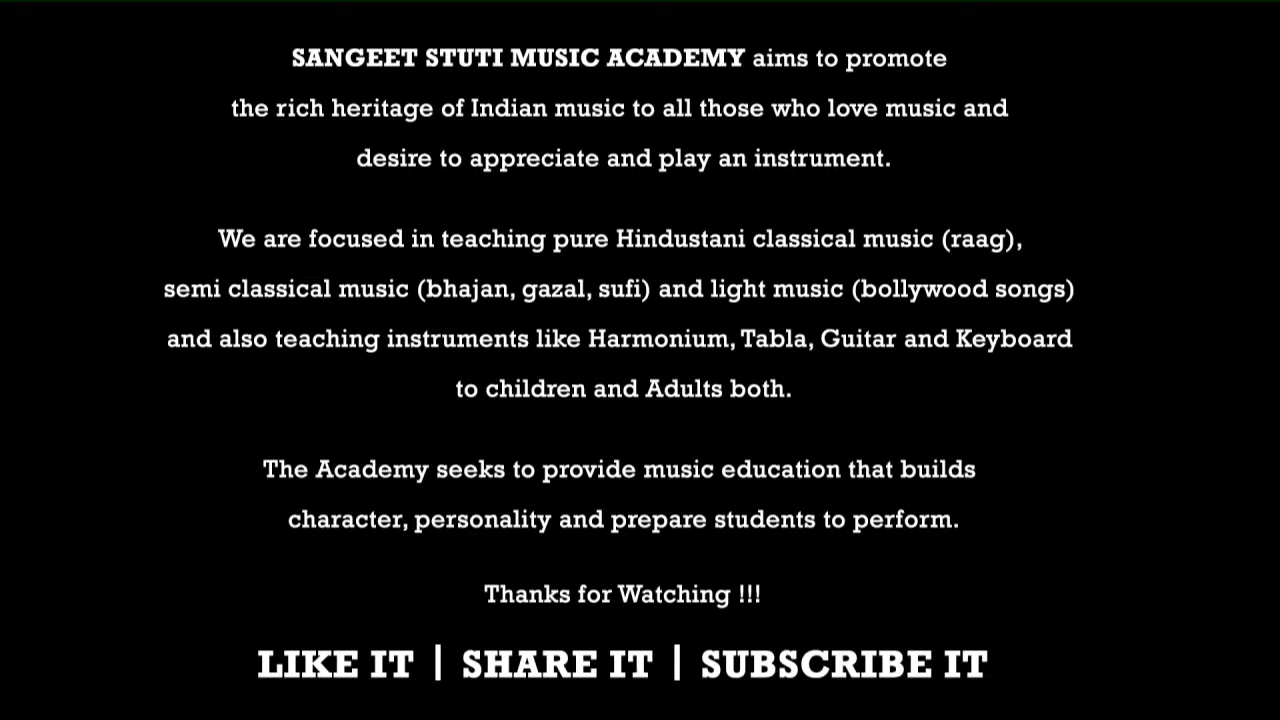 SANGEET STUTI MUSIC ACADEMY aims to promote
the rich heritage of Indian music to all those who love music and
desire to appreciate and play an instrument.
We are focused in teaching pure Hindustani classical music (raag),
semi classical music (bhajan, gazal, sufi) and light music (bollywood songs)
and also teaching instruments like Harmonium, Tabla, Guitar and Keyboard
to children and Adults both.
The Academy seeks to provide music education that builds
character, personality and prepare students to perform.
Thanks for Watching !!!
LIKE IT | SHARE IT | SUBSCRIBE IT